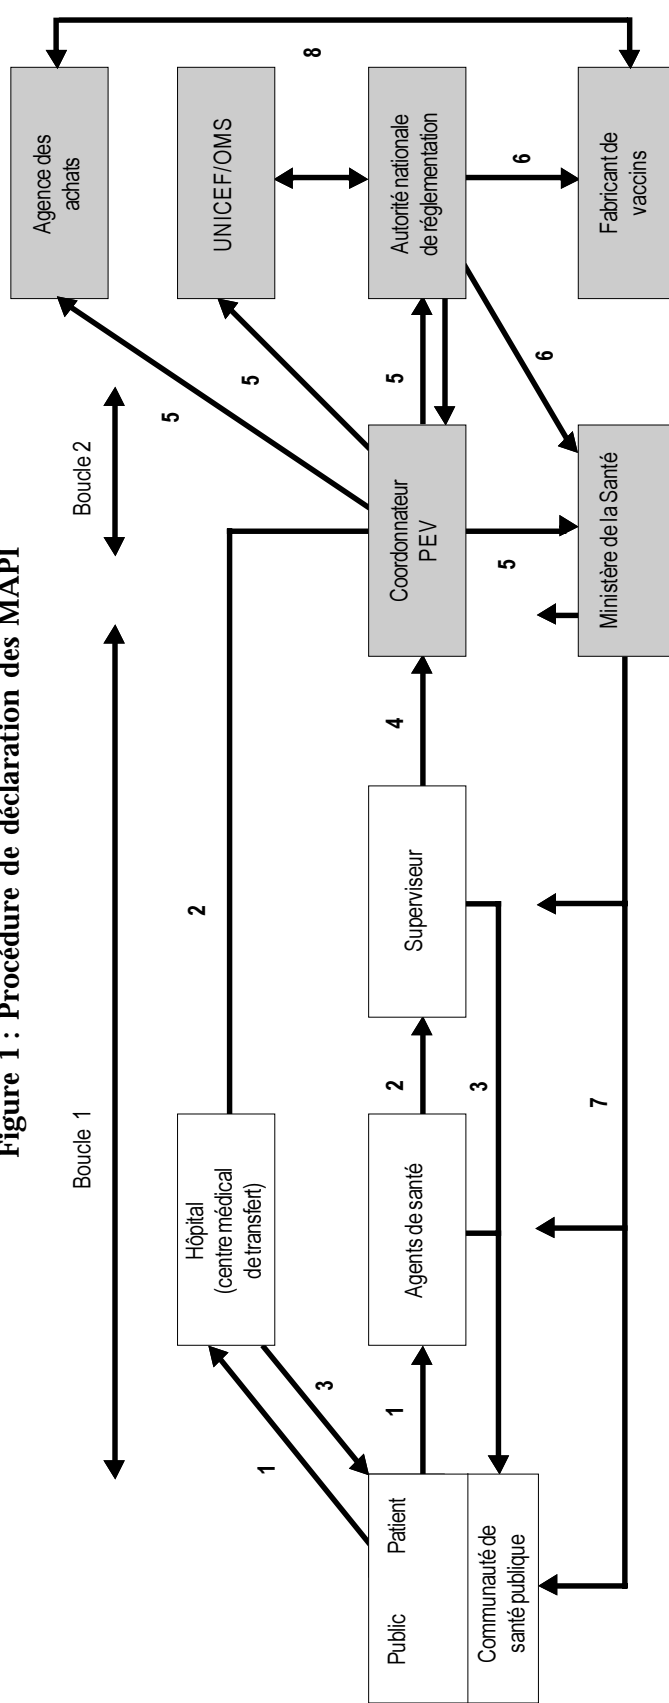 Figure 1 : Procédure de déclaration des MAPI
Boucle 1
Boucle 2
Hôpital
(centre médical
de transfert)
Agence des
achats
UNICEF/OMS
Public
Patient
Communauté de
santé publique
Agents de santé
Superviseur
Coordonnateur
PEV
Autorité nationale
de réglementation
Ministère de la Santé
Fabricant de
vaccins
1
1
3
2
2
3
4
5
5
5
5
6
6
7
8